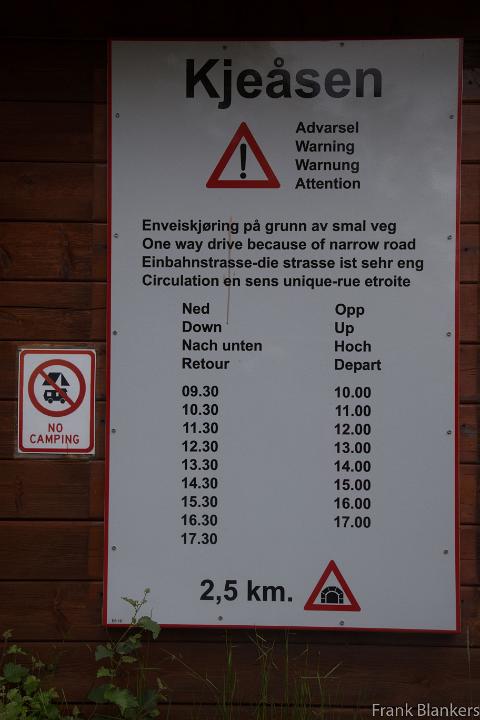 Kjeåsen
Advarsel
Warning
Warnung
Attention
Enveiskjøring på grunn av smal veg
One way drive because of narrow road
Einbahnstrasse-die strasse ist sehr eng
Circulation en sens unique-rue etroite
Ned Opp
Down Up
Nach unten Hoch
Retour Depart
09.30 10.00
10.30 11.00
11.30 12.00
12.30 13.00
13.30 14.00
14.30 15.00
15.30 16.00
16.30 17.00
17.30
2,5 km.
NO
CAMPING
Frank Blankers